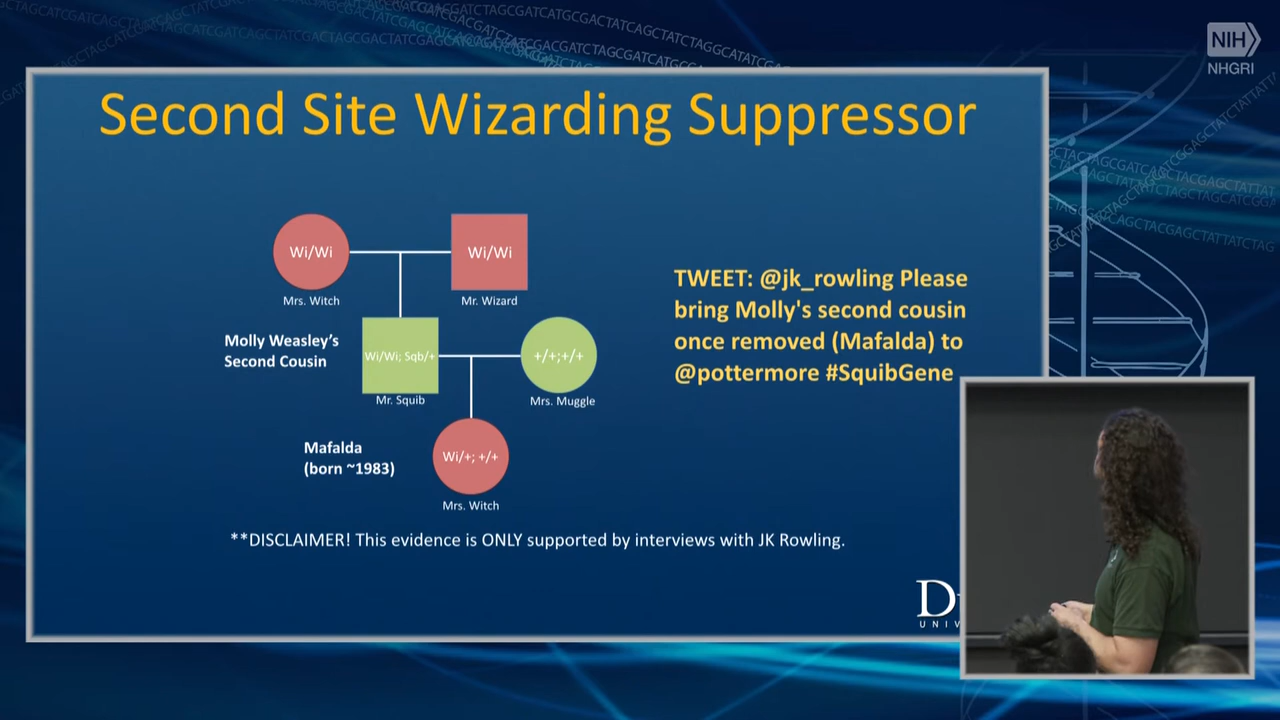 NIH
NHGRI
Second Site Wizarding Suppressor
Wi/Wi
Wi/Wi
Mrs. Witch
Mr. Wizard
Molly Weasley's
Second Cousin
Wi/Wi; Sqb/+
+/+;+/+
Mr. Squib
Mrs. Muggle
Mafalda
(born ~1983)
Wi/+; +/+
Mrs. Witch
TWEET: @jk_rowling Please
bring Molly's second cousin
once removed (Mafalda) to
@pottermore #SquibGene
**DISCLAIMER! This evidence is ONLY supported by interviews with JK Rowling.